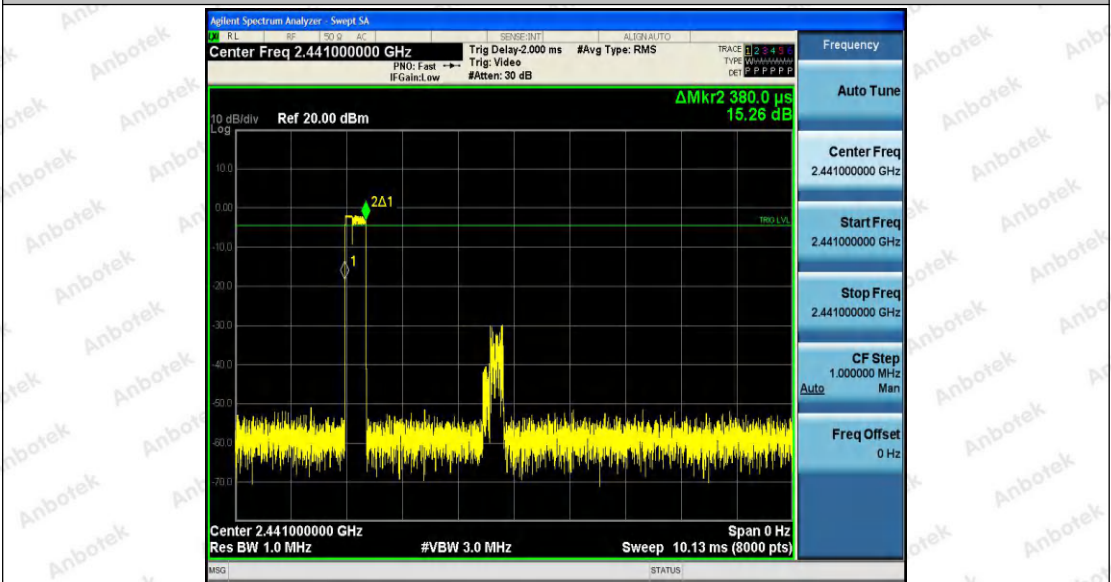 Agilent Spectrum Analyzer - Swept SA
RL RF 50 Ω AC SENSE:INT ALIGNAUTO
Center Freq 2.441000000 GHz
PNO: Fast
IFGain:Low
Trig Delay-2.000 ms
Trig: Video
#Atten: 30 dB
#Avg Type: RMS
TRACE 1 2 3 4 5 6
TYPE W
DET P P P P P P
Frequency
ΔMkr2 380.0 µs
15.26 dB
10 dB/div
Log
Ref 20.00 dBm
10.0
0.00
-10.0
-20.0
-30.0
-40.0
-50.0
-60.0
-70.0
2Δ1
1
TRIG LVL
Center 2.441000000 GHz
Res BW 1.0 MHz
#VBW 3.0 MHz
Span 0 Hz
Sweep 10.13 ms (8000 pts)
MSG
STATUS
Auto Tune
Center Freq
2.441000000 GHz
Start Freq
2.441000000 GHz
Stop Freq
2.441000000 GHz
CF Step
1.000000 MHz
Auto Man
Freq Offset
0 Hz
Anbotek